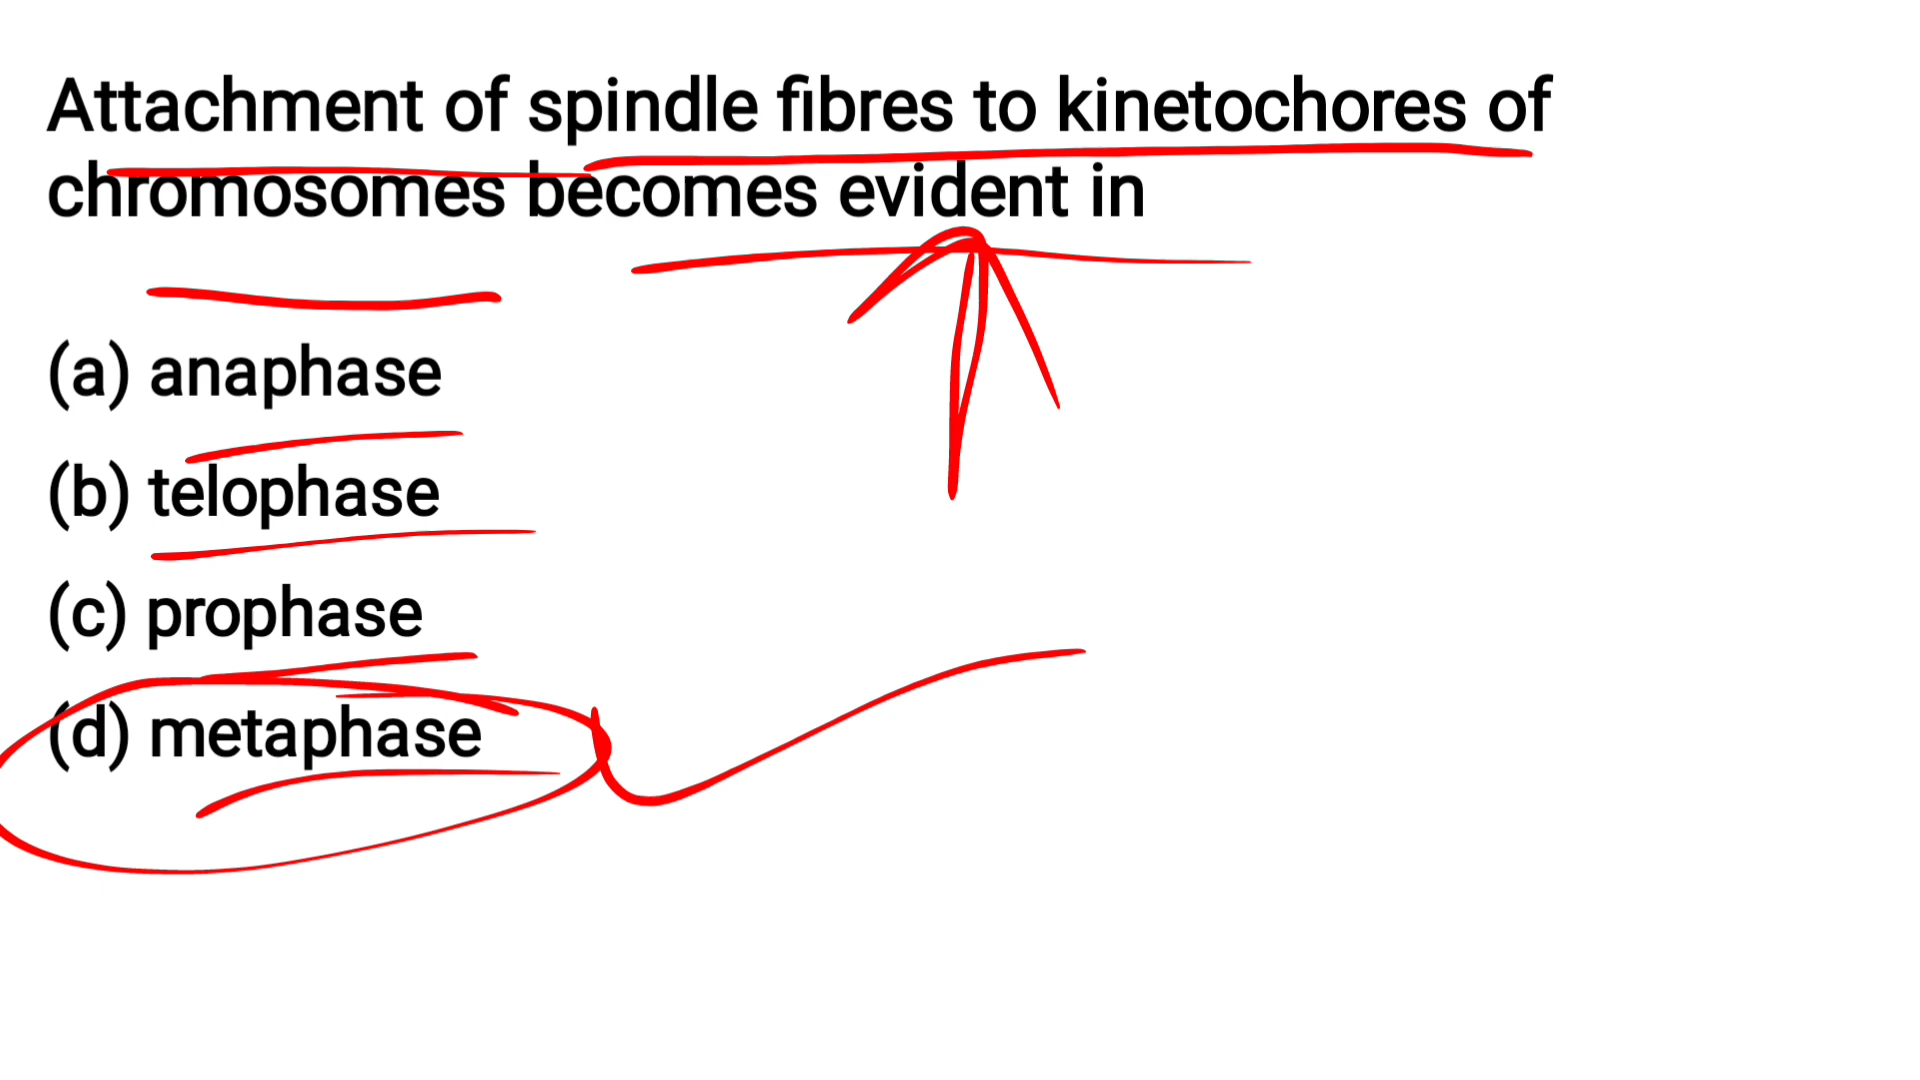 Attachment of spindle fibres to kinetochores of
chromosomes becomes evident in
(a) anaphase
(b) telophase
(c) prophase
(d) metaphase